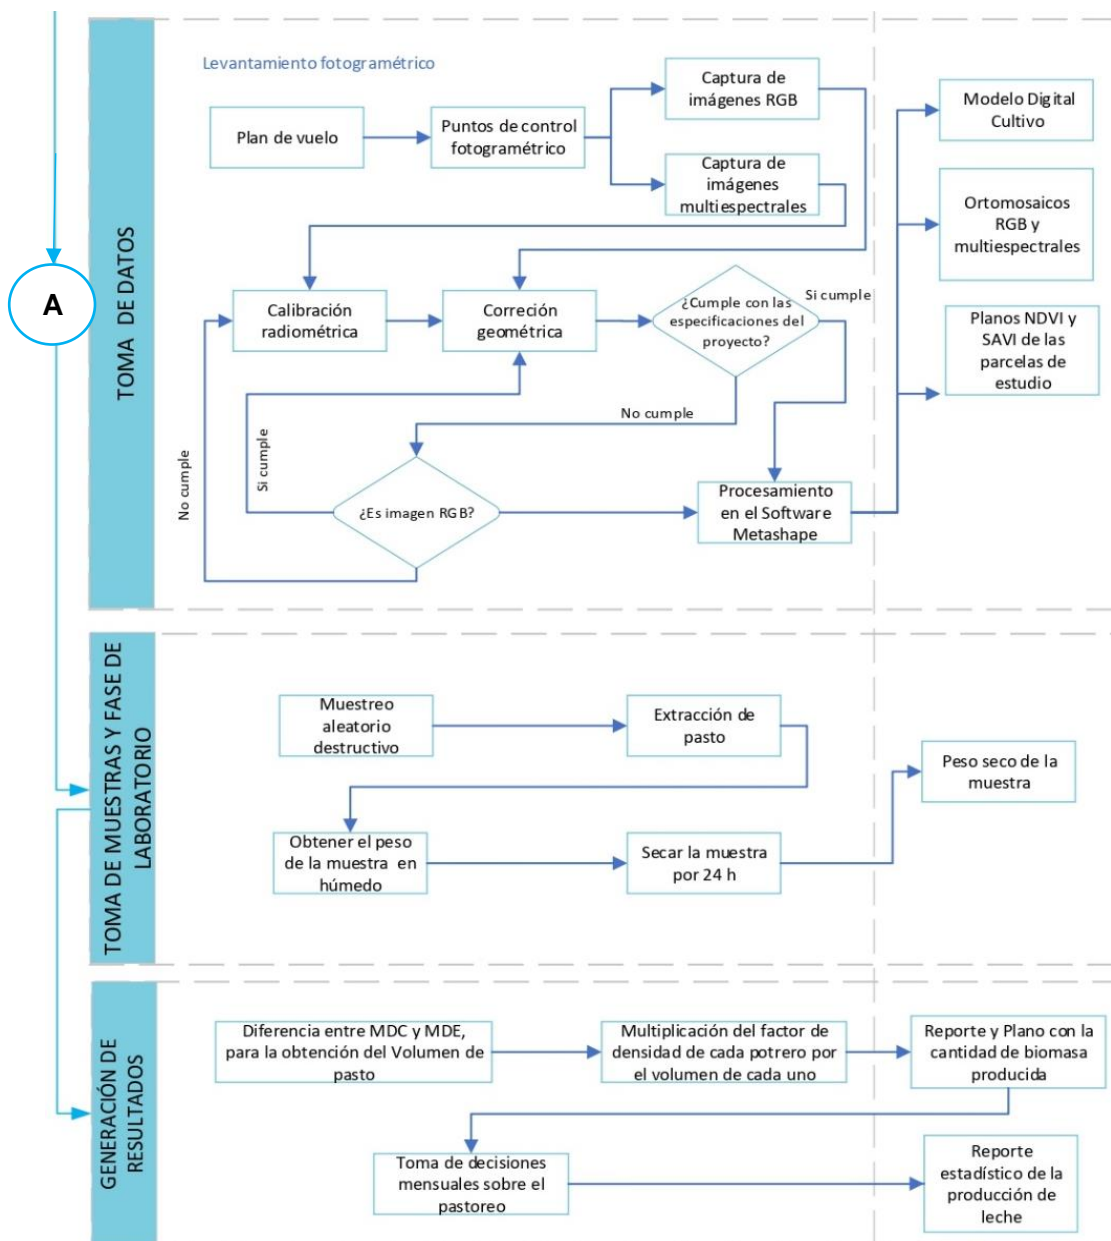 TOMA DE DATOS
Levantamiento fotogramétrico
Plan de vuelo
Puntos de control
fotogramétrico
Captura de
imágenes RGB
Captura de
imágenes
multiespectrales
Modelo Digital
Cultivo
Ortomosaicos
RGB y
multiespectrales
A
Calibración
radiométrica
Correción
geométrica
¿Cumple con las
especificaciones del
proyecto?
Si cumple
Planos NDVI y
SAVI de las
parcelas de
estudio
No cumple
Si cumple
No cumple
¿Es imagen RGB?
Procesamiento
en el Software
Metashape
TOMA DE MUESTRAS Y FASE DE
LABORATORIO
Muestreo
aleatorio
destructivo
Extracción de
pasto
Obtener el peso
de la muestra en
húmedo
Secar la muestra
por 24 h
Peso seco de la
muestra
GENERACIÓN DE
RESULTADOS
Diferencia entre MDC y MDE,
para la obtención del Volumen de
pasto
Multiplicación del factor de
densidad de cada potrero por
el volumen de cada uno
Reporte y Plano con la
cantidad de biomasa
producida
Toma de decisiones
mensuales sobre el
pastoreo
Reporte
estadístico de la
producción de
leche